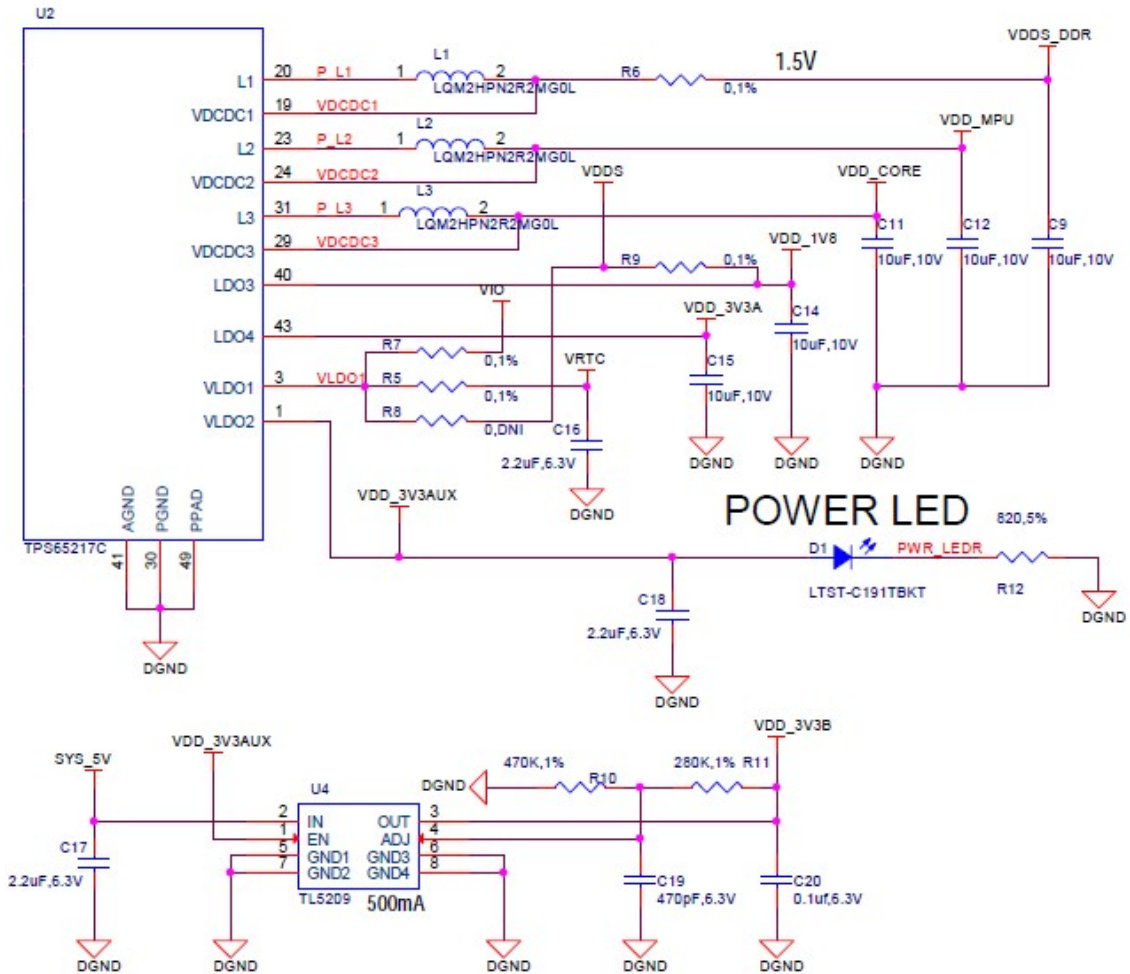 U2
L1
20
P_L1
1
L1
2
LQM2HPN2R2MG0L
R6
0,1%
1.5V
VDDS_DDR
VDCDC1
19
VDCDC1
L2
23
P_L2
1
L2
2
LQM2HPN2R2MG0L
VDD_MPU
VDCDC2
24
VDCDC2
L3
31
P_L3
1
L3
2
LQM2HPN2R2MG0L
VDDS
VDD_CORE
VDCDC3
29
VDCDC3
C11
10uF,10V
C12
10uF,10V
C9
10uF,10V
R9
0,1%
VDD_1V8
LDO3
40
VIO
VDD_3V3A
C14
10uF,10V
LDO4
43
R7
0,1%
VRTC
C15
10uF,10V
VLDO1
3
VLDO1
R5
0,1%
VLDO2
1
R8
0,DNI
C16
2.2uF,6.3V
DGND
DGND
DGND
DGND
AGND
PGND
PPAD
TPS65217C
41
30
49
DGND
VDD_3V3AUX
POWER LED
820,5%
D1
PWR_LEDR
LTST-C191TBKT
R12
DGND
C18
2.2uF,6.3V
DGND
SYS_5V
VDD_3V3AUX
VDD_3V3B
DGND
470K,1%
R10
280K,1%
R11
U4
2
IN
OUT
3
1
EN
ADJ
4
5
GND1
GND3
6
7
GND2
GND4
8
TL5209
500mA
C17
2.2uF,6.3V
C19
470pF,6.3V
C20
0.1uf,6.3V
DGND
DGND
DGND
DGND
DGND